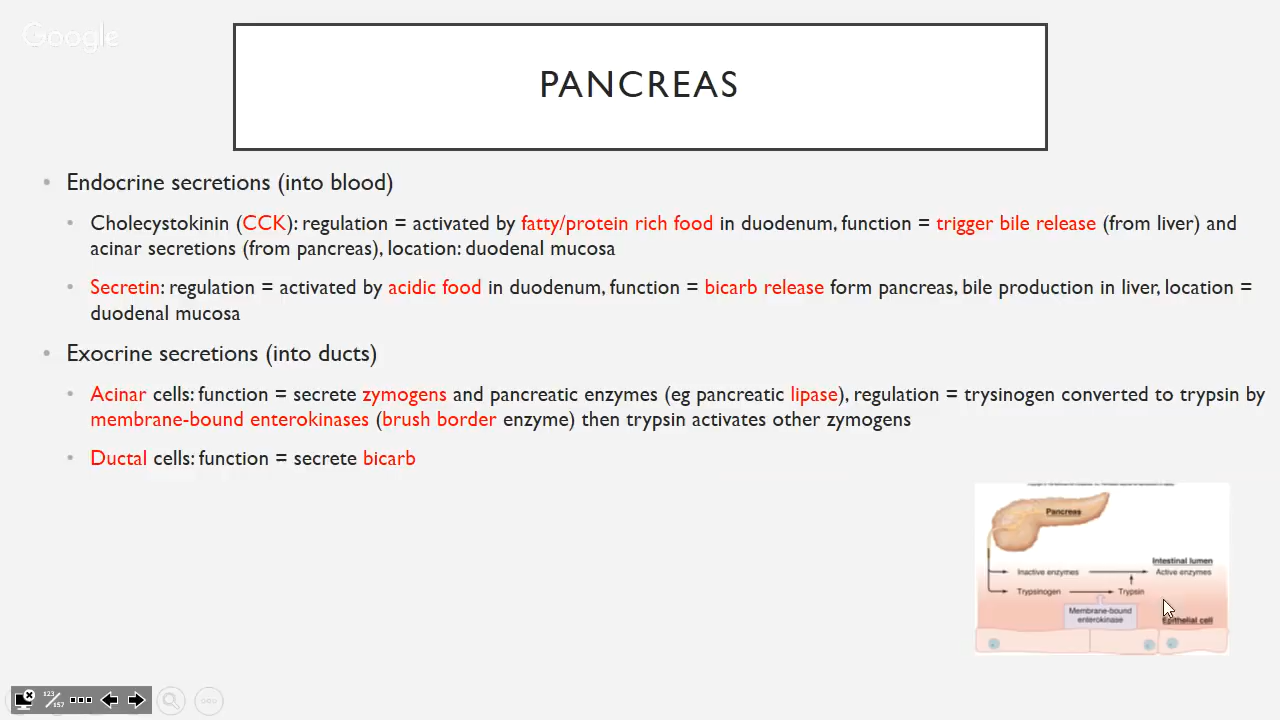 Google
PANCREAS
• Endocrine secretions (into blood)
• Cholecystokinin (CCK): regulation = activated by fatty/protein rich food in duodenum, function = trigger bile release (from liver) and
acinar secretions (from pancreas), location: duodenal mucosa
• Secretin: regulation = activated by acidic food in duodenum, function = bicarb release form pancreas, bile production in liver, location =
duodenal mucosa
• Exocrine secretions (into ducts)
• Acinar cells: function = secrete zymogens and pancreatic enzymes (eg pancreatic lipase), regulation = trysinogen converted to trypsin by
membrane-bound enterokinases (brush border enzyme) then trypsin activates other zymogens
• Ductal cells: function = secrete bicarb
Pancreas
Intestinal lumen
Inactive enzymes
Active enzymes
Trypsinogen
Trypsin
Membrane-bound
enterokinase
Epithelial cell
123/157